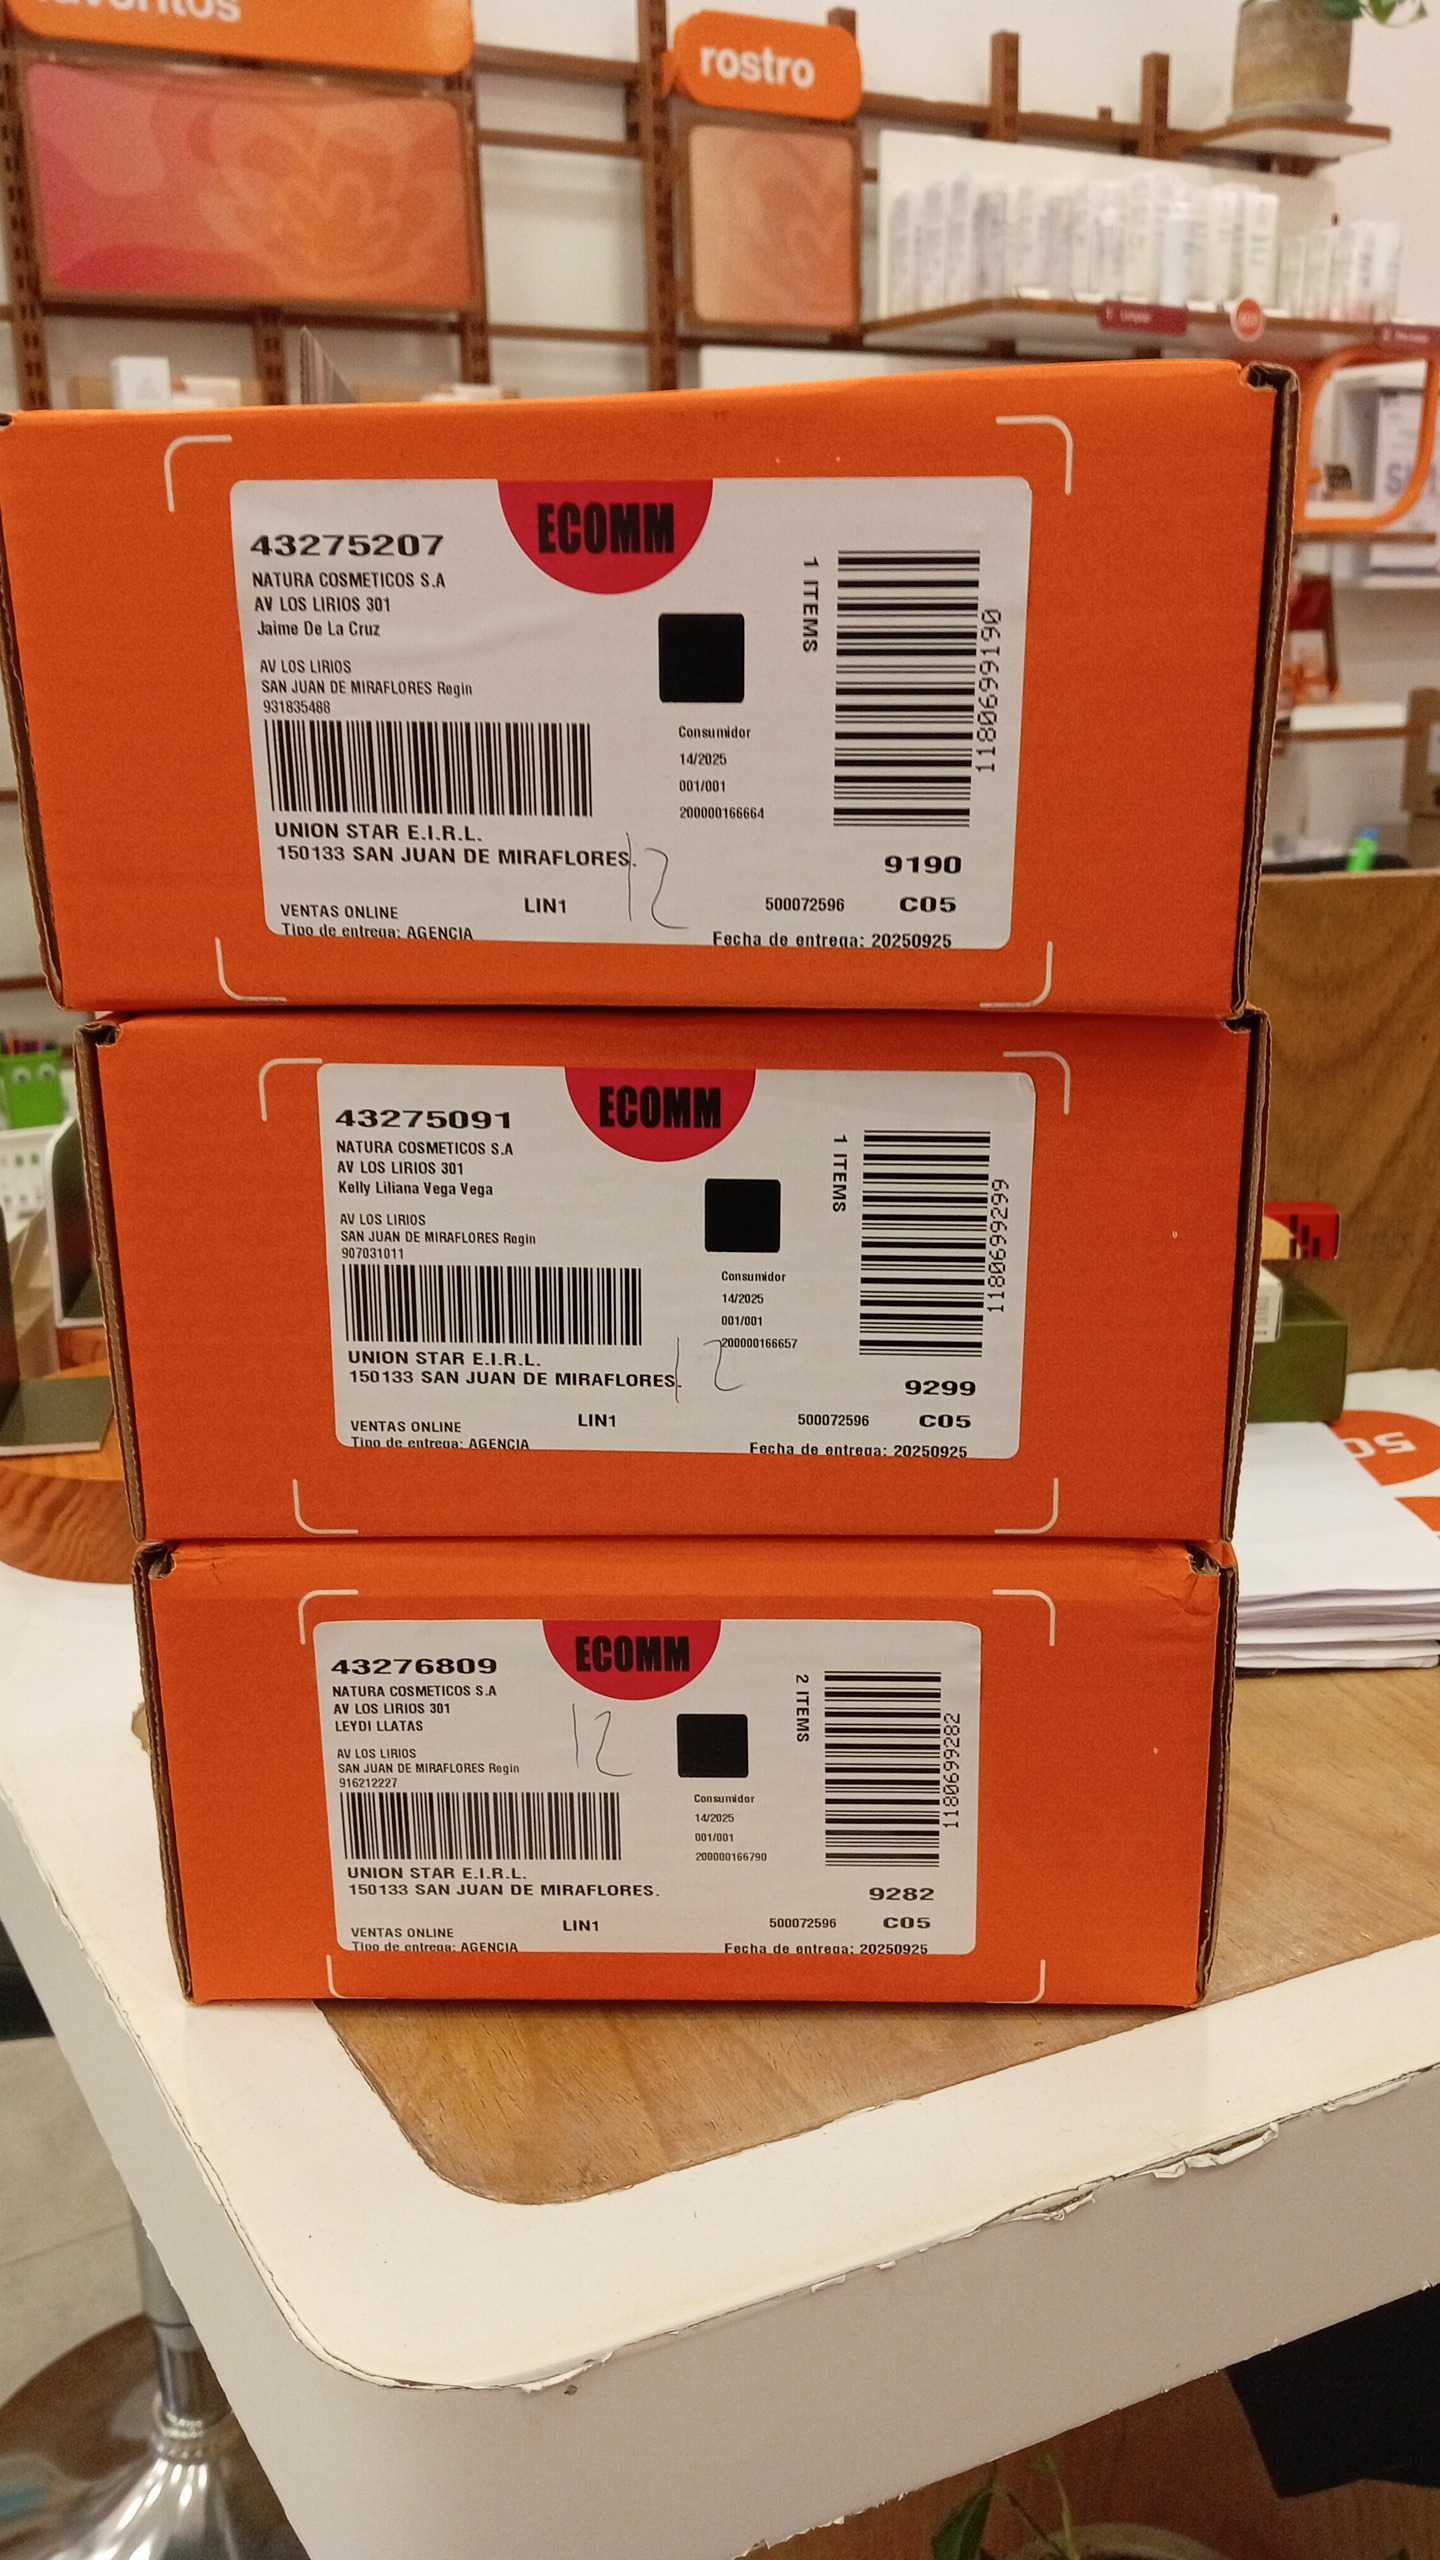 rostro
ECOMM
43275207
NATURA COSMETICOS S.A
AV LOS LIRIOS 301
Jaime De La Cruz
AV LOS LIRIOS
SAN JUAN DE MIRAFLORES Regin
931835488
1 ITEMS
1180699190
Consumidor
14/2025
001/001
200000166664
UNION STAR E.I.R.L.
150133 SAN JUAN DE MIRAFLORES.
12
9190
VENTAS ONLINE
LIN1
500072596
C05
Tipo de entrega: AGENCIA
Fecha de entrega: 20250925
ECOMM
43275091
NATURA COSMETICOS S.A
AV LOS LIRIOS 301
Kelly Liliana Vega Vega
AV LOS LIRIOS
SAN JUAN DE MIRAFLORES Regin
907031011
1 ITEMS
1180699299
Consumidor
14/2025
001/001
200000166657
UNION STAR E.I.R.L.
150133 SAN JUAN DE MIRAFLORES.
12
9299
VENTAS ONLINE
LIN1
500072596
C05
Tipo de entrega: AGENCIA
Fecha de entrega: 20250925
ECOMM
43276809
NATURA COSMETICOS S.A
AV LOS LIRIOS 301
LEYDI LLATAS
12
AV LOS LIRIOS
SAN JUAN DE MIRAFLORES Regin
916212227
2 ITEMS
1180699282
Consumidor
14/2025
001/001
200000166790
UNION STAR E.I.R.L.
150133 SAN JUAN DE MIRAFLORES.
9282
VENTAS ONLINE
LIN1
500072596
C05
Tipo de entrega: AGENCIA
Fecha de entrega: 20250925